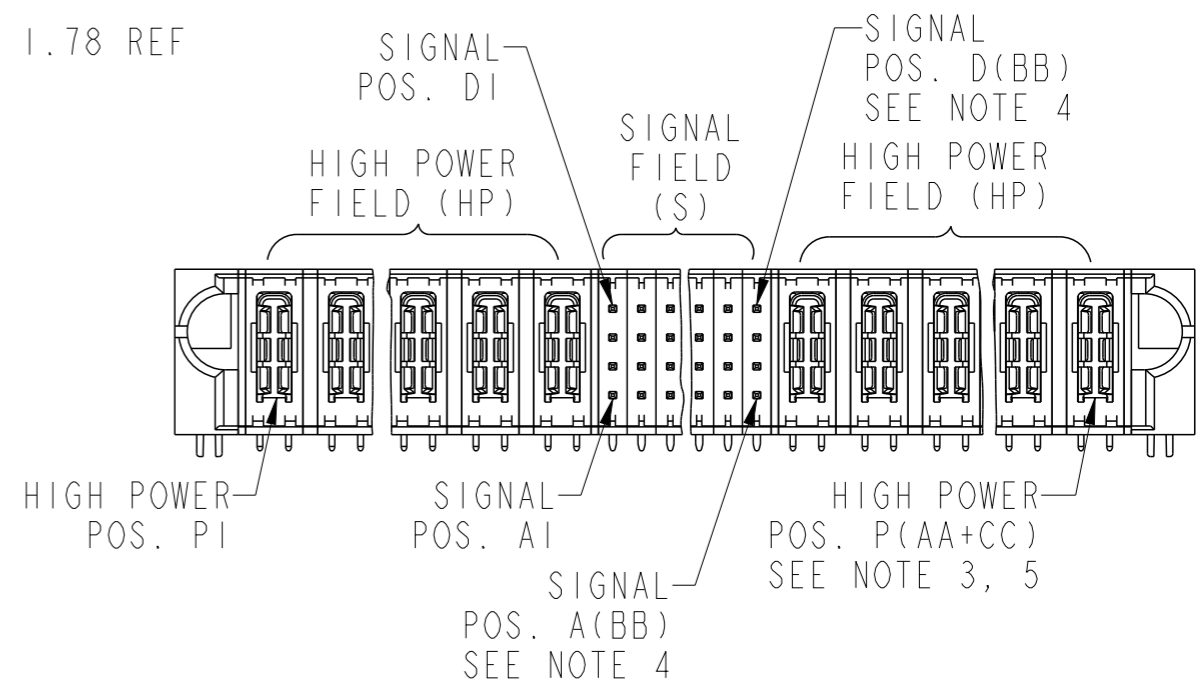 1.78 REF
SIGNAL
POS. D1
SIGNAL
FIELD
(S)
SIGNAL
POS. D(BB)
SEE NOTE 4
HIGH POWER
FIELD (HP)
HIGH POWER
FIELD (HP)
HIGH POWER
POS. P1
SIGNAL
POS. A1
SIGNAL
POS. A(BB)
SEE NOTE 4
HIGH POWER
POS. P(AA+CC)
SEE NOTE 3, 5